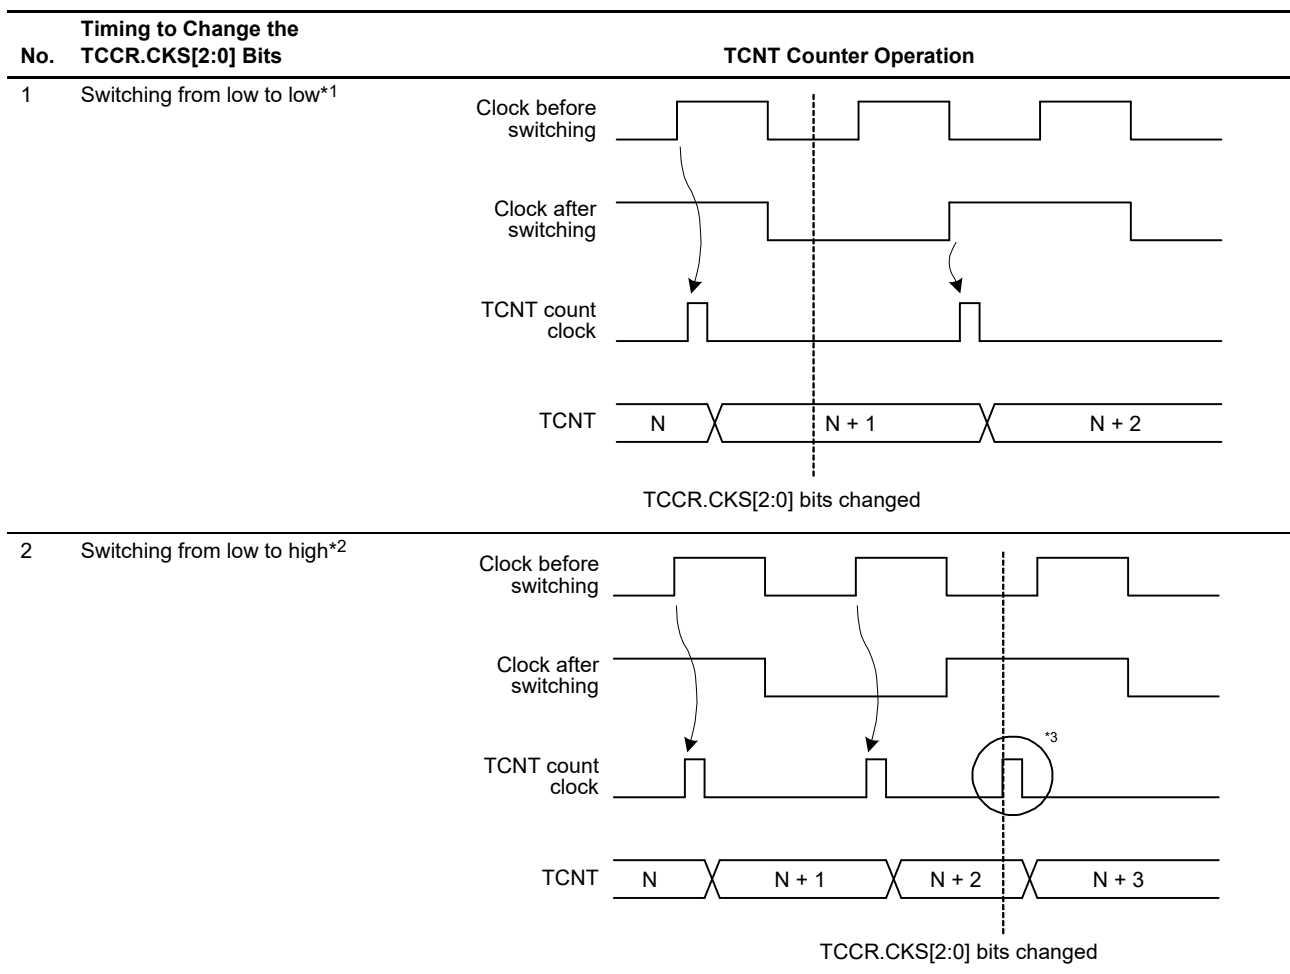 Timing to Change the
No. TCCR.CKS[2:0] Bits TCNT Counter Operation
1 Switching from low to low*1
Clock before
switching
Clock after
switching
TCNT count
clock
TCNT N N + 1 N + 2
TCCR.CKS[2:0] bits changed
2 Switching from low to high*2
Clock before
switching
Clock after
switching
*3
TCNT count
clock
TCNT N N + 1 N + 2 N + 3
TCCR.CKS[2:0] bits changed